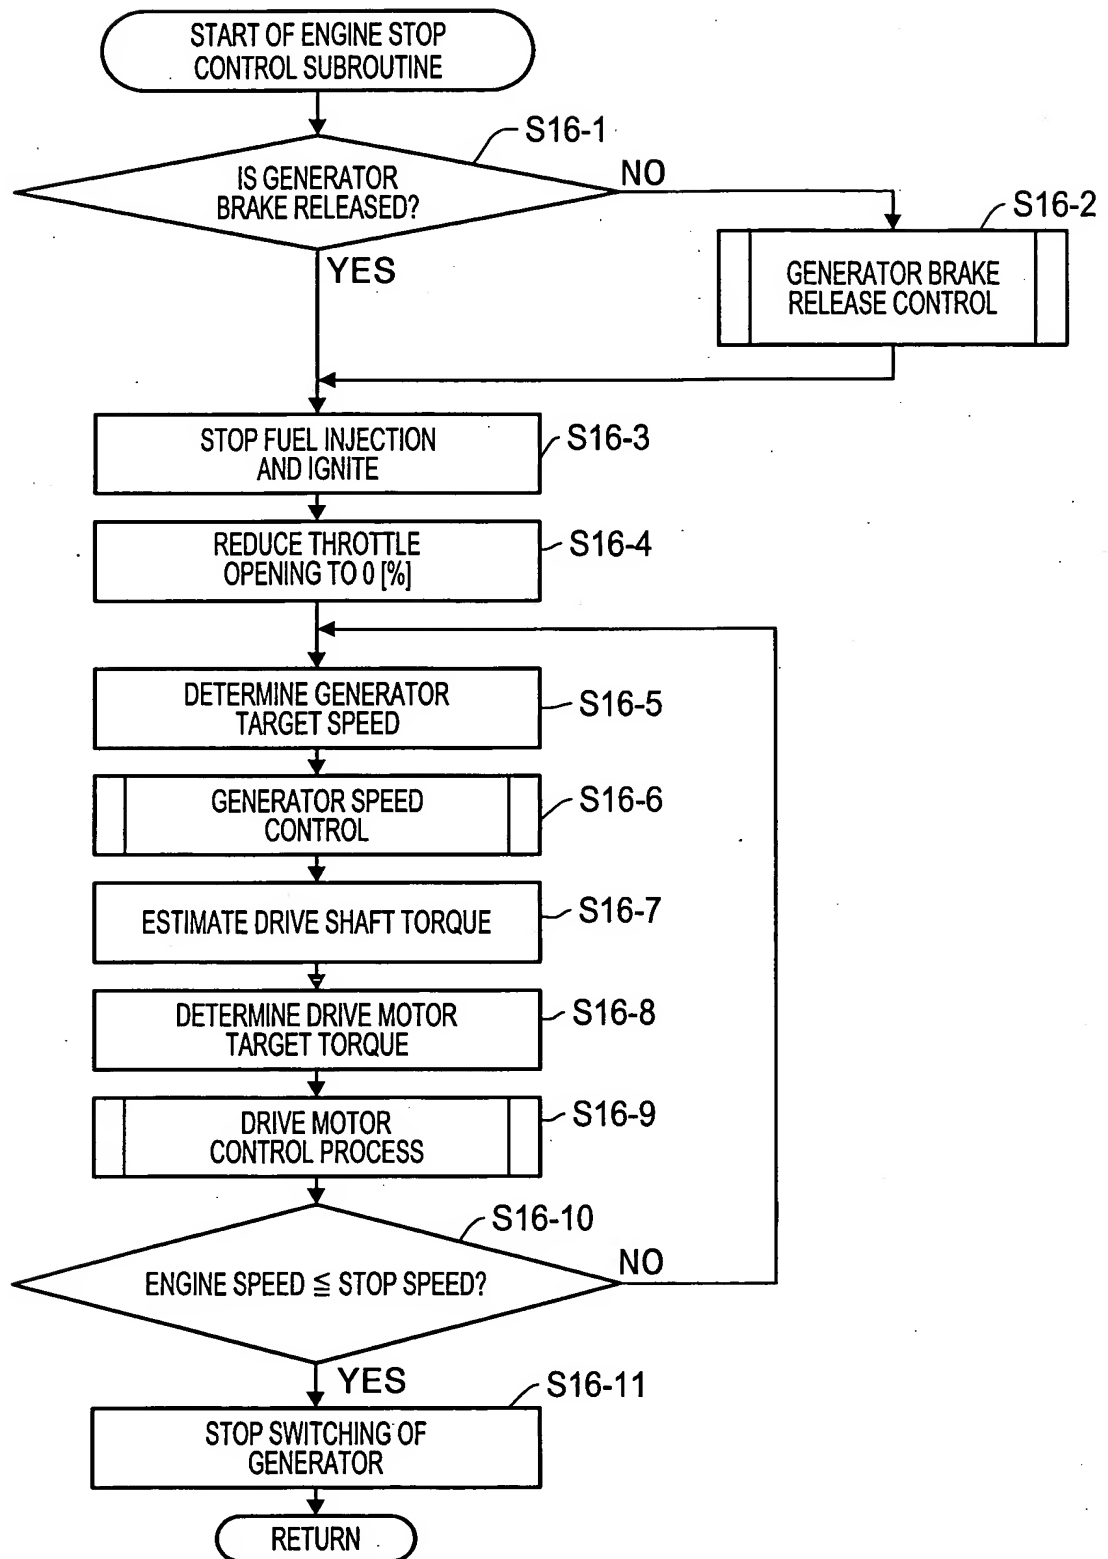 START OF ENGINE STOP
CONTROL SUBROUTINE
S16-1
IS GENERATOR
BRAKE RELEASED?
NO
YES
S16-2
GENERATOR BRAKE
RELEASE CONTROL
STOP FUEL INJECTION
AND IGNITE
S16-3
REDUCE THROTTLE
OPENING TO 0 [%]
S16-4
DETERMINE GENERATOR
TARGET SPEED
S16-5
GENERATOR SPEED
CONTROL
S16-6
ESTIMATE DRIVE SHAFT TORQUE
S16-7
DETERMINE DRIVE MOTOR
TARGET TORQUE
S16-8
DRIVE MOTOR
CONTROL PROCESS
S16-9
S16-10
ENGINE SPEED ≦ STOP SPEED?
NO
YES
S16-11
STOP SWITCHING OF
GENERATOR
RETURN